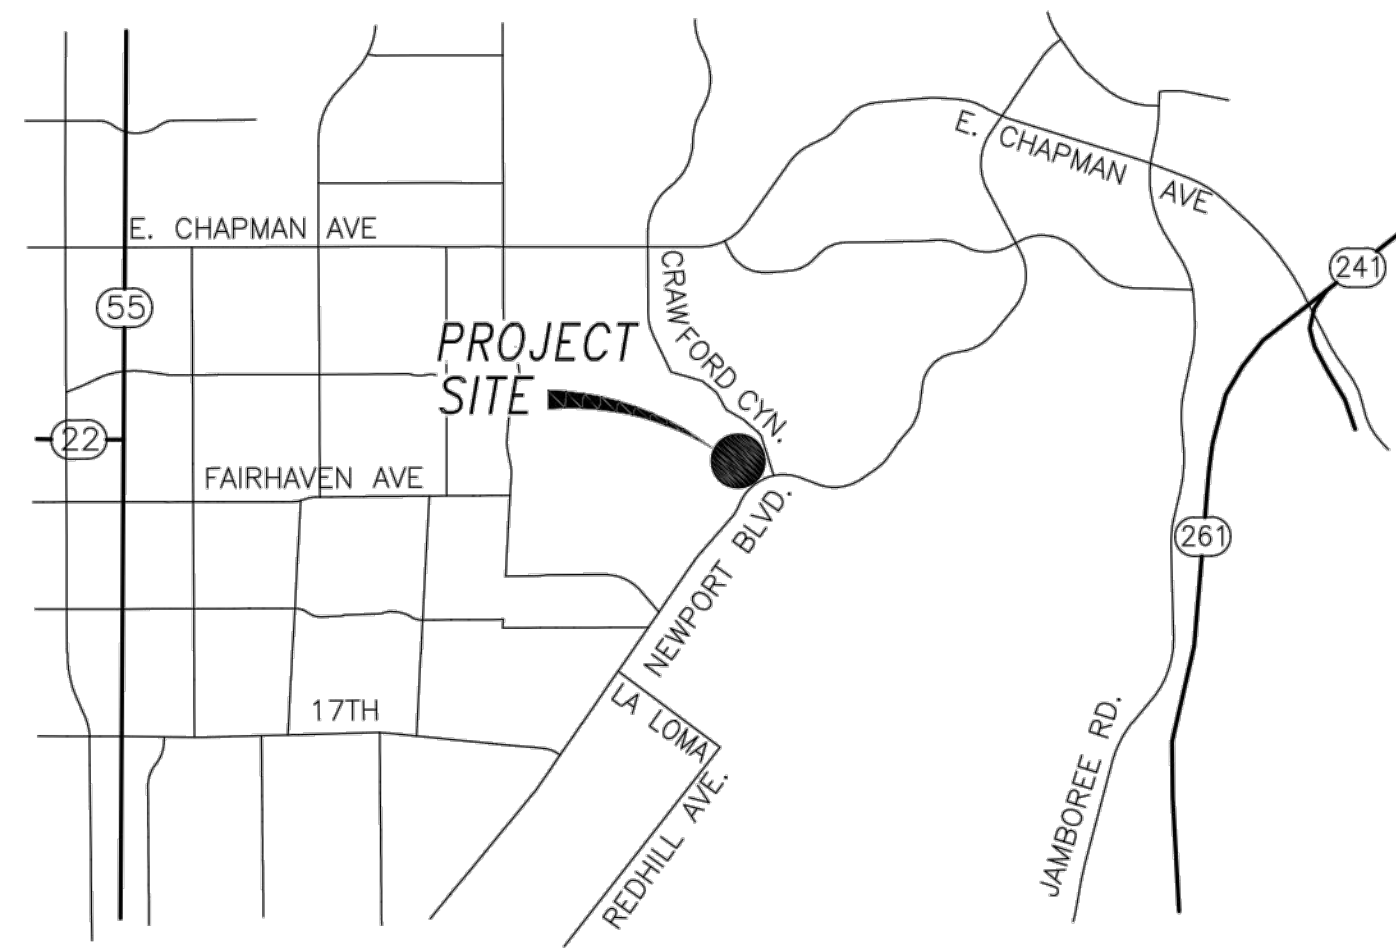 E. CHAPMAN AVE
E. CHAPMAN AVE
241
55
CRAWFORD CYN.
PROJECT
SITE
22
FAIRHAVEN AVE
NEWPORT BLVD.
261
17TH
LA LOMA
JAMBOREE RD.
REDHILL AVE.